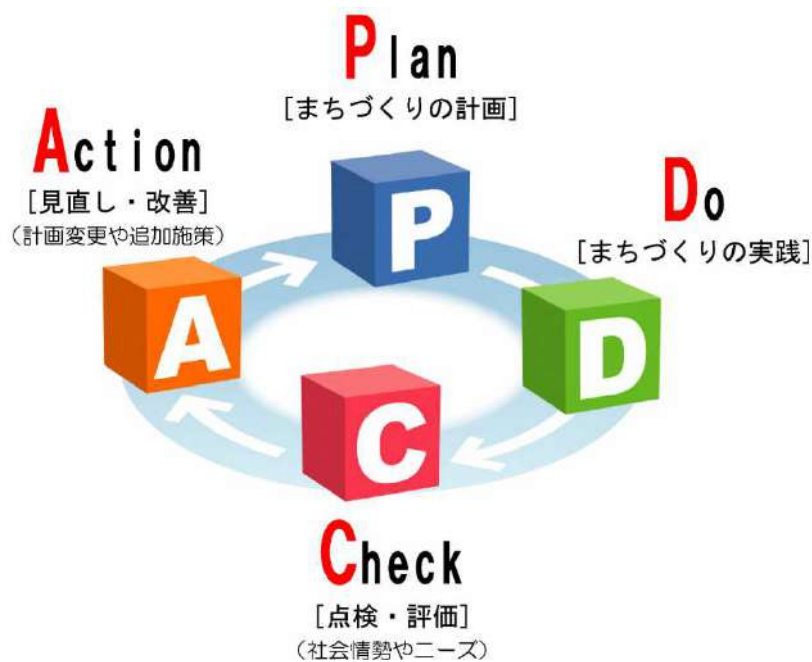 Plan
[まちづくりの計画]
Action
[見直し・改善]
(計画変更や追加施策)
Do
[まちづくりの実践]
P
A
D
C
Check
[点検・評価]
(社会情勢やニーズ)